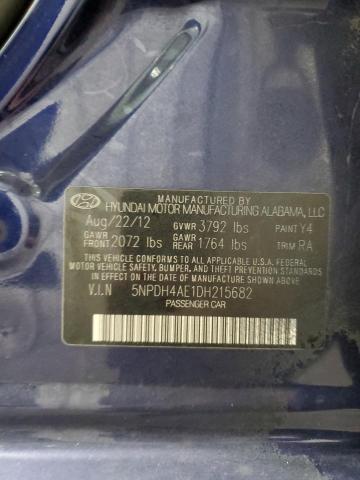 MANUFACTURED BY
HYUNDAI MOTOR MANUFACTURING ALABAMA, LLC
Aug/22/12 GVWR 3792 lbs PAINT Y4
GAWR FRONT 2072 lbs GAWR REAR 1764 lbs TRIM RA
THIS VEHICLE CONFORMS TO ALL APPLICABLE U.S.A. FEDERAL
MOTOR VEHICLE SAFETY, BUMPER, AND THEFT PREVENTION STANDARDS
IN EFFECT ON THE DATE OF MANUFACTURE SHOWN ABOVE.
V.I.N 5NPDH4AE1DH215682
PASSENGER CAR